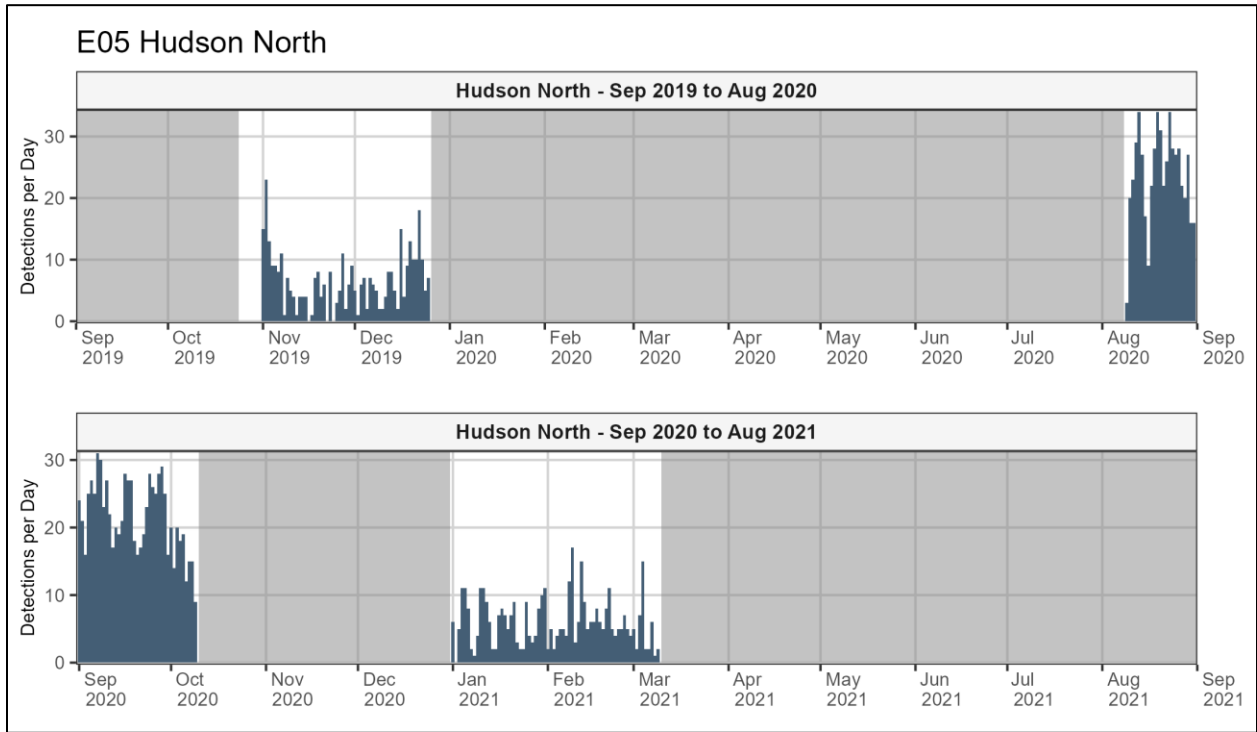 E05 Hudson North
Hudson North - Sep 2019 to Aug 2020
Detections per Day
30
20
10
0
Sep Oct Nov Dec Jan Feb Mar Apr May Jun Jul Aug Sep
2019 2019 2019 2019 2020 2020 2020 2020 2020 2020 2020 2020 2020
Hudson North - Sep 2020 to Aug 2021
Detections per Day
30
20
10
0
Sep Oct Nov Dec Jan Feb Mar Apr May Jun Jul Aug Sep
2020 2020 2020 2020 2021 2021 2021 2021 2021 2021 2021 2021 2021